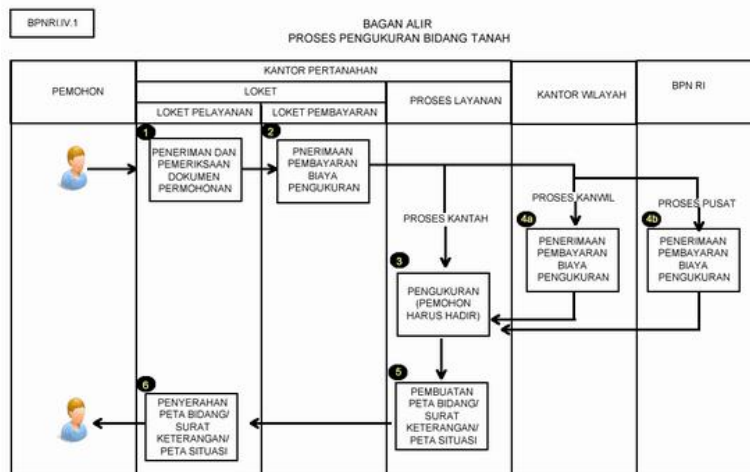 BPNRI.IV.1
BAGAN ALIR
PROSES PENGUKURAN BIDANG TANAH
PEMOHON
KANTOR PERTANAHAN
LOKET
LOKET PELAYANAN
LOKET PEMBAYARAN
PROSES LAYANAN
KANTOR WILAYAH
BPN RI
1
PENERIMAN DAN
PEMERIKSAAN
DOKUMEN
PERMOHONAN
2
PNERIMAAN
PEMBAYARAN
BIAYA
PENGUKURAN
PROSES KANTAH
PROSES KANWIL
PROSES PUSAT
4a
PENERIMAAN
PEMBAYARAN
BIAYA
PENGUKURAN
4b
PENERIMAAN
PEMBAYARAN
BIAYA
PENGUKURAN
3
PENGUKURAN
(PEMOHON
HARUS HADIR)
5
PEMBUATAN
PETA BIDANG/
SURAT
KETERANGAN/
PETA SITUASI
6
PENYERAHAN
PETA BIDANG/
SURAT
KETERANGAN/
PETA SITUASI